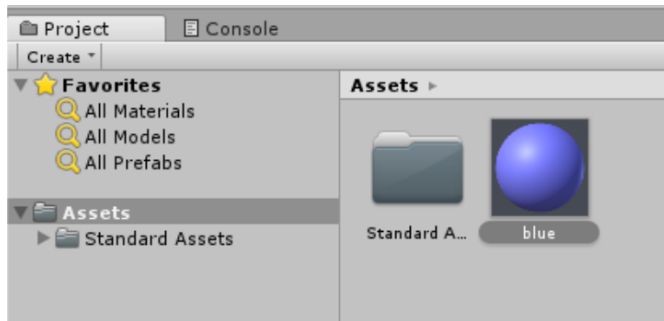 Project
Console
Create
Favorites
All Materials
All Models
All Prefabs
Assets
Standard Assets
Assets
Standard A...
blue